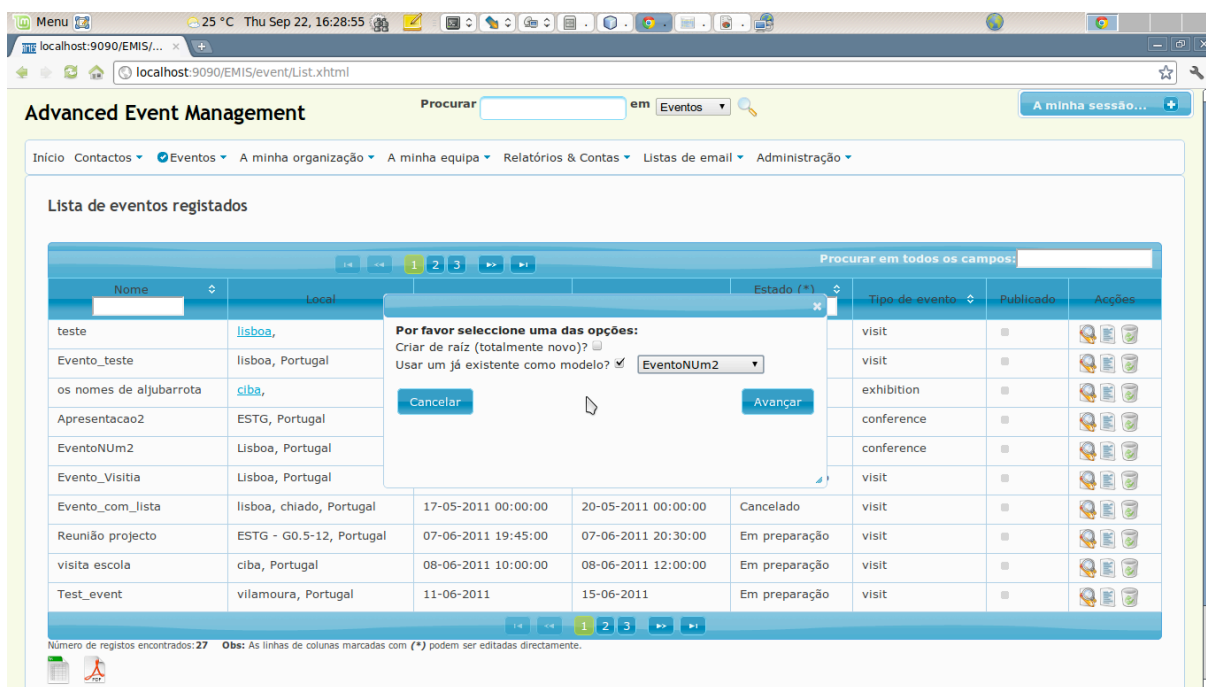 Menu 25 °C Thu Sep 22, 16:28:55
localhost:9090/EMIS/... ×
localhost:9090/EMIS/event/List.xhtml
Advanced Event Management Procurar em Eventos A minha sessão...
Início Contactos Eventos A minha organização A minha equipa Relatórios & Contas Listas de email Administração
Lista de eventos registados
1 2 3 Procurar em todos os campos:
Nome Local Estado (*) Tipo de evento Publicado Acções
Por favor seleccione uma das opções:
Criar de raíz (totalmente novo)?
Usar um já existente como modelo? EventoNUm2
Cancelar Avançar
teste lisboa, visit
Evento_teste lisboa, Portugal visit
os nomes de aljubarrota ciba, exhibition
Apresentacao2 ESTG, Portugal conference
EventoNUm2 Lisboa, Portugal conference
Evento_Visitia Lisboa, Portugal visit
Evento_com_lista lisboa, chiado, Portugal 17-05-2011 00:00:00 20-05-2011 00:00:00 Cancelado visit
Reunião projecto ESTG - G0.5-12, Portugal 07-06-2011 19:45:00 07-06-2011 20:30:00 Em preparação visit
visita escola ciba, Portugal 08-06-2011 10:00:00 08-06-2011 12:00:00 Em preparação visit
Test_event vilamoura, Portugal 11-06-2011 15-06-2011 Em preparação visit
1 2 3
Número de registos encontrados: 27 Obs: As linhas de colunas marcadas com (*) podem ser editadas directamente.
PDF